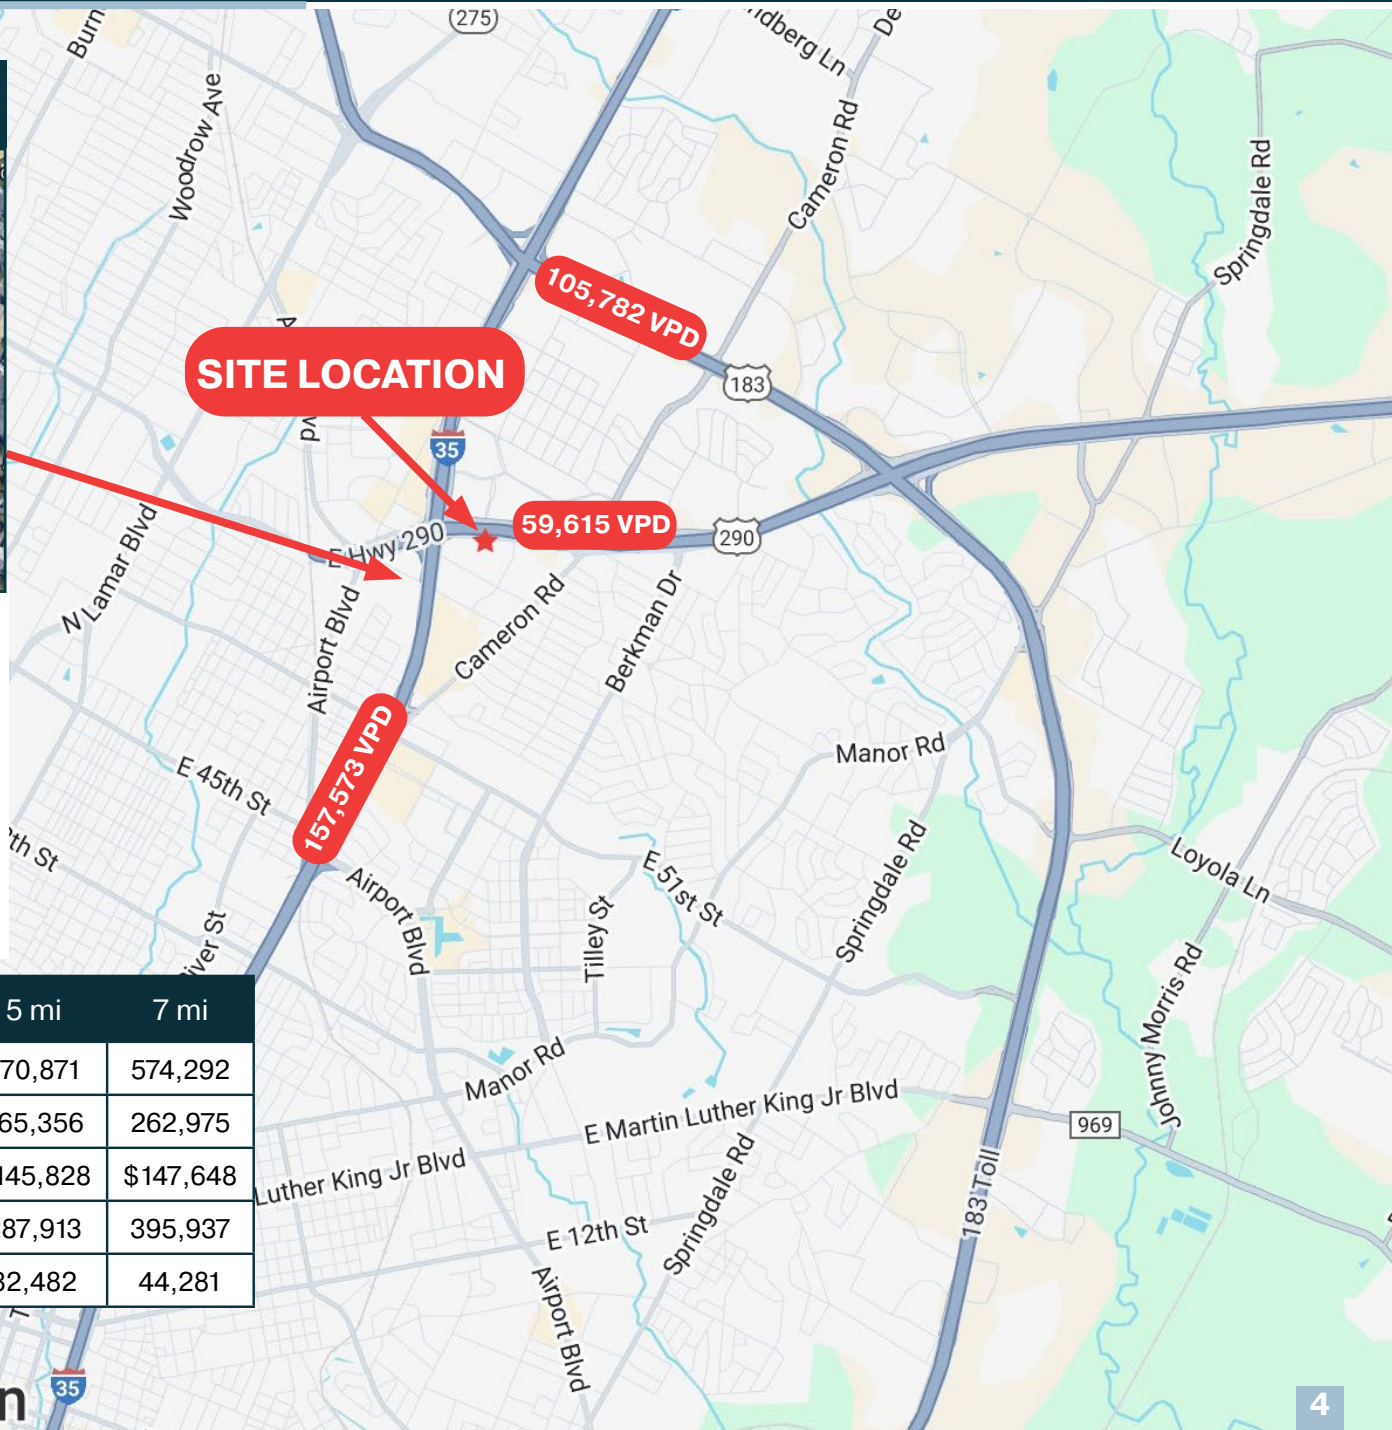 275
Burn
Woodrow Ave
ndberg Ln
De
Cameron Rd
Springdale Rd
105,782 VPD
SITE LOCATION
183
35
59,615 VPD
290
E Hwy 290
N Lamar Blvd
Airport Blvd
Cameron Rd
Berkman Dr
157,573 VPD
Manor Rd
E 45th St
th St
Airport Blvd
E 51st St
Springdale Rd
Loyola Ln
Tilley St
iver St
Johnny Morris Rd
5 mi 7 mi
70,871 574,292
65,356 262,975
145,828 $147,648
87,913 395,937
32,482 44,281
Manor Rd
E Martin Luther King Jr Blvd
969
Luther King Jr Blvd
Springdale Rd
E 12th St
183 Toll
Airport Blvd
35
n
4